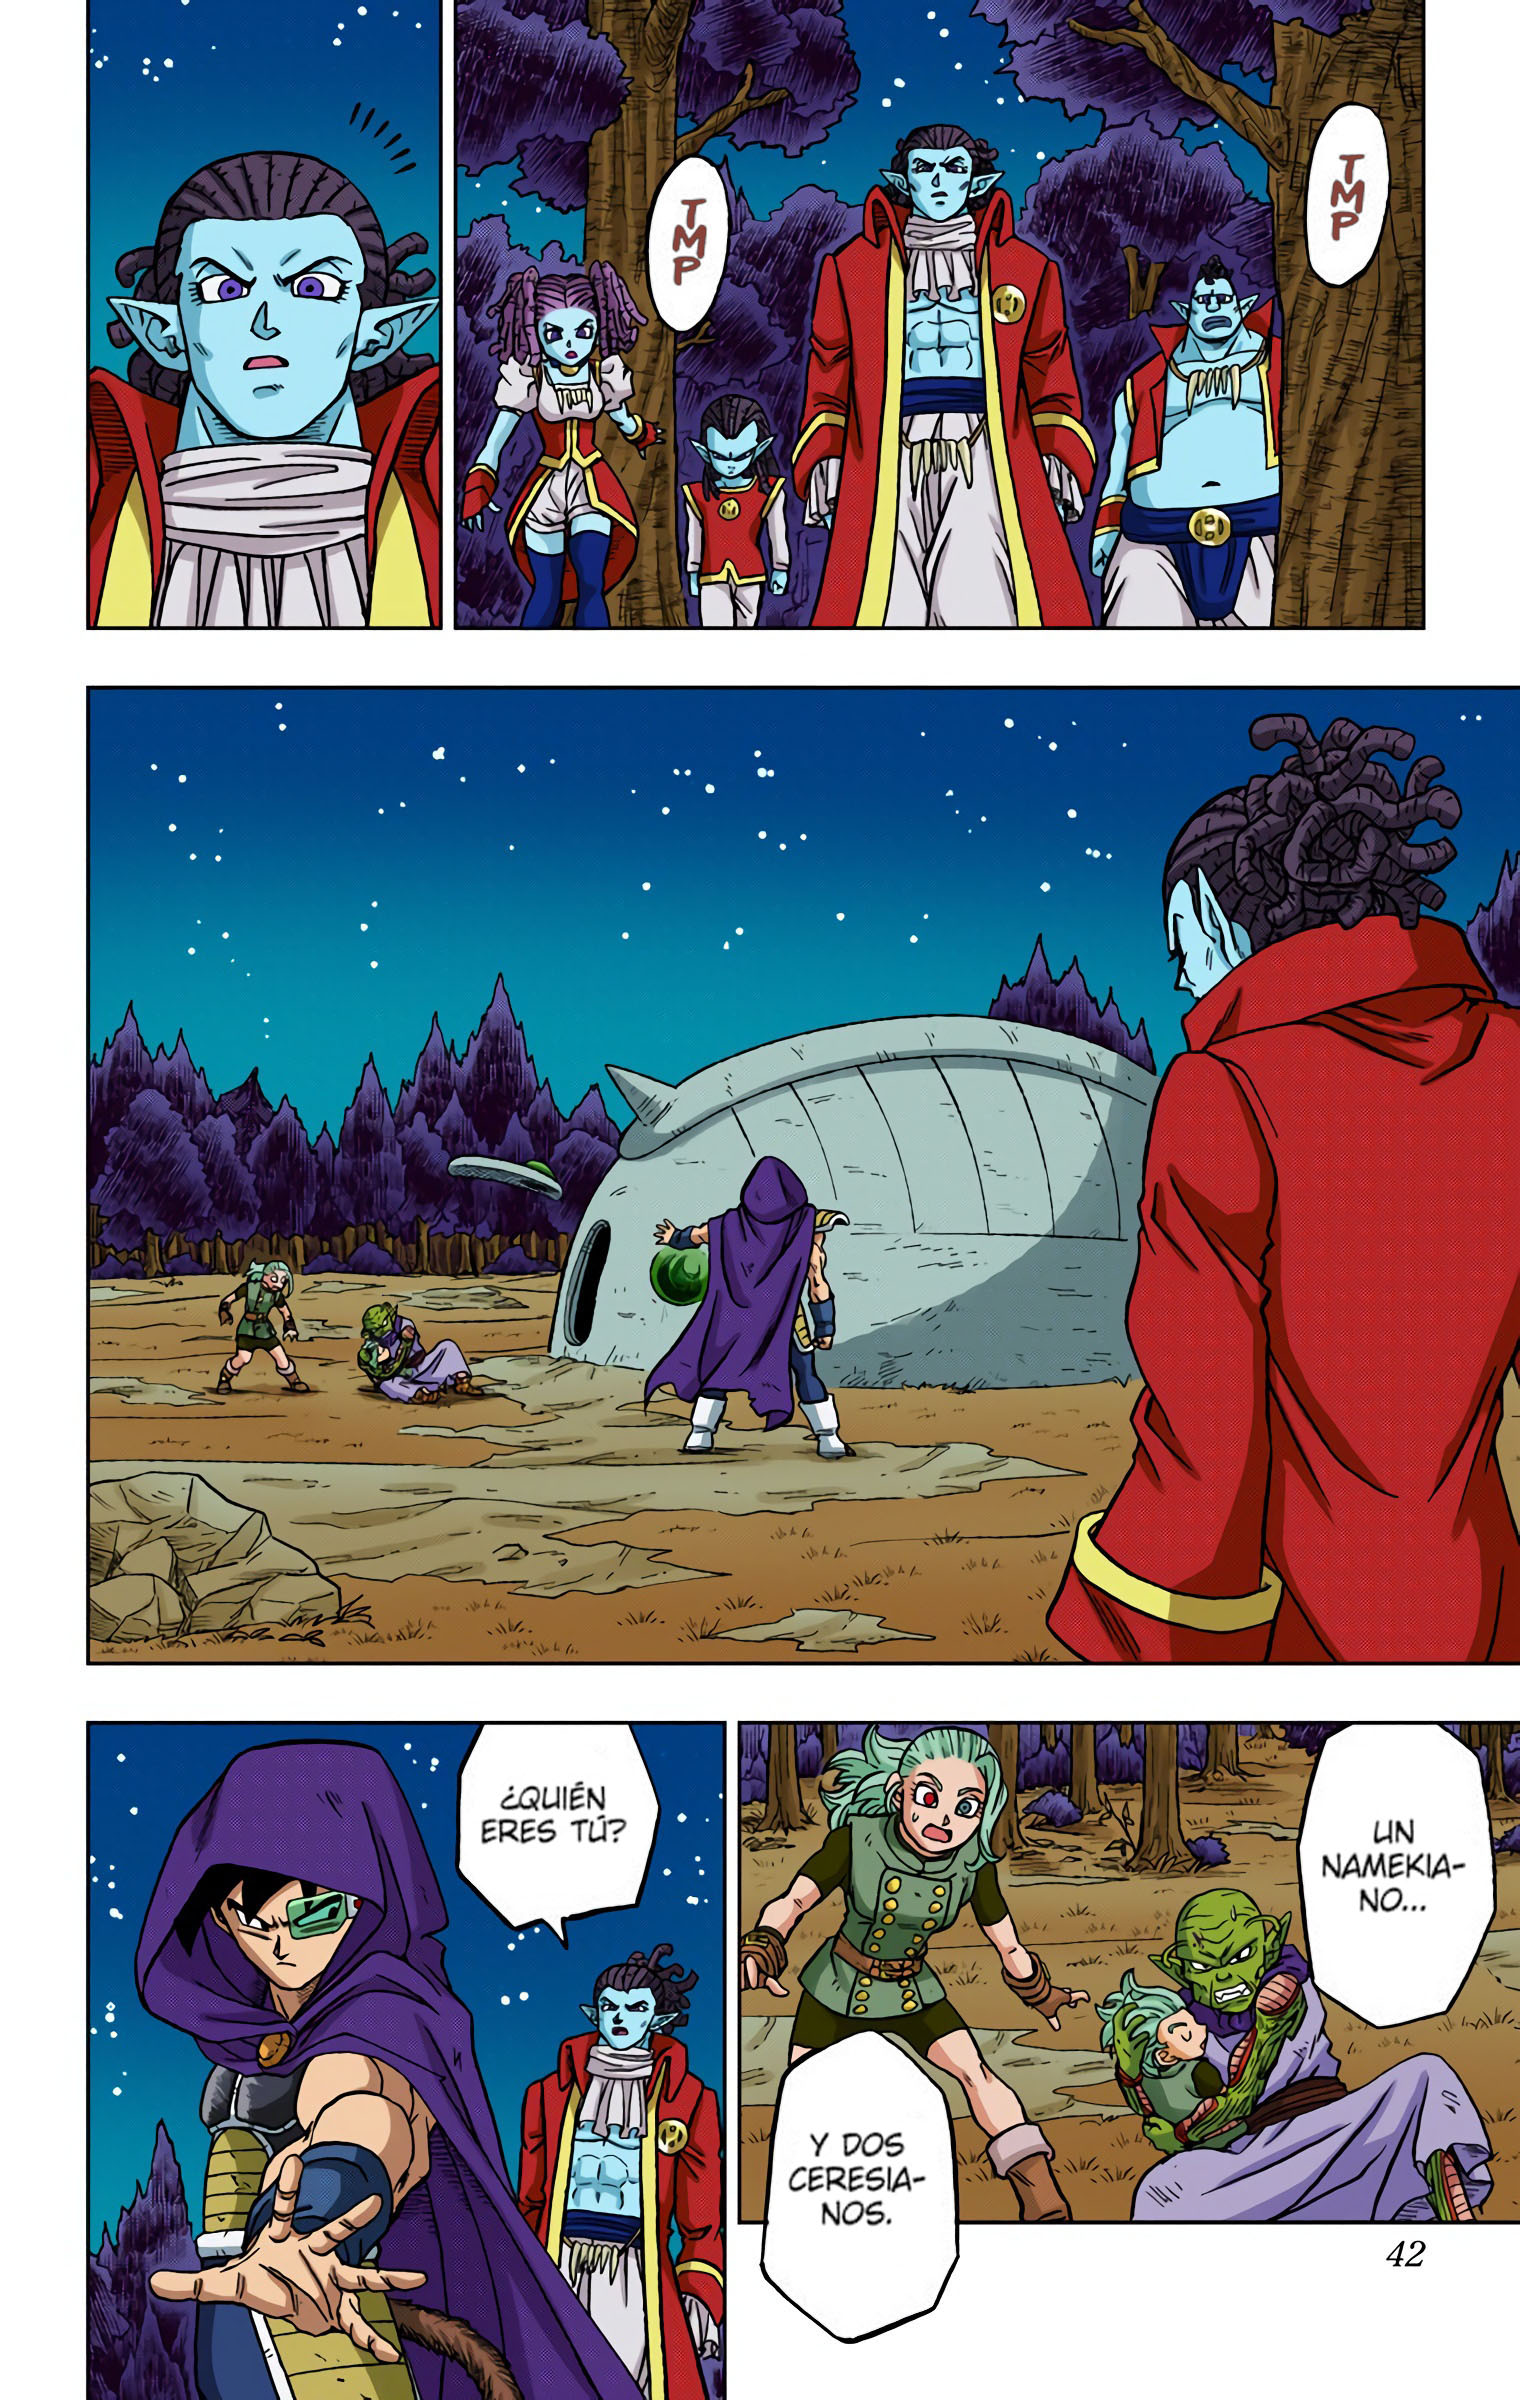 TMP
TMP
UN
NAMEKIA-
NO...
Y DOS
CERESIA-
NOS.
¿QUIÉN
ERES TÚ?
42